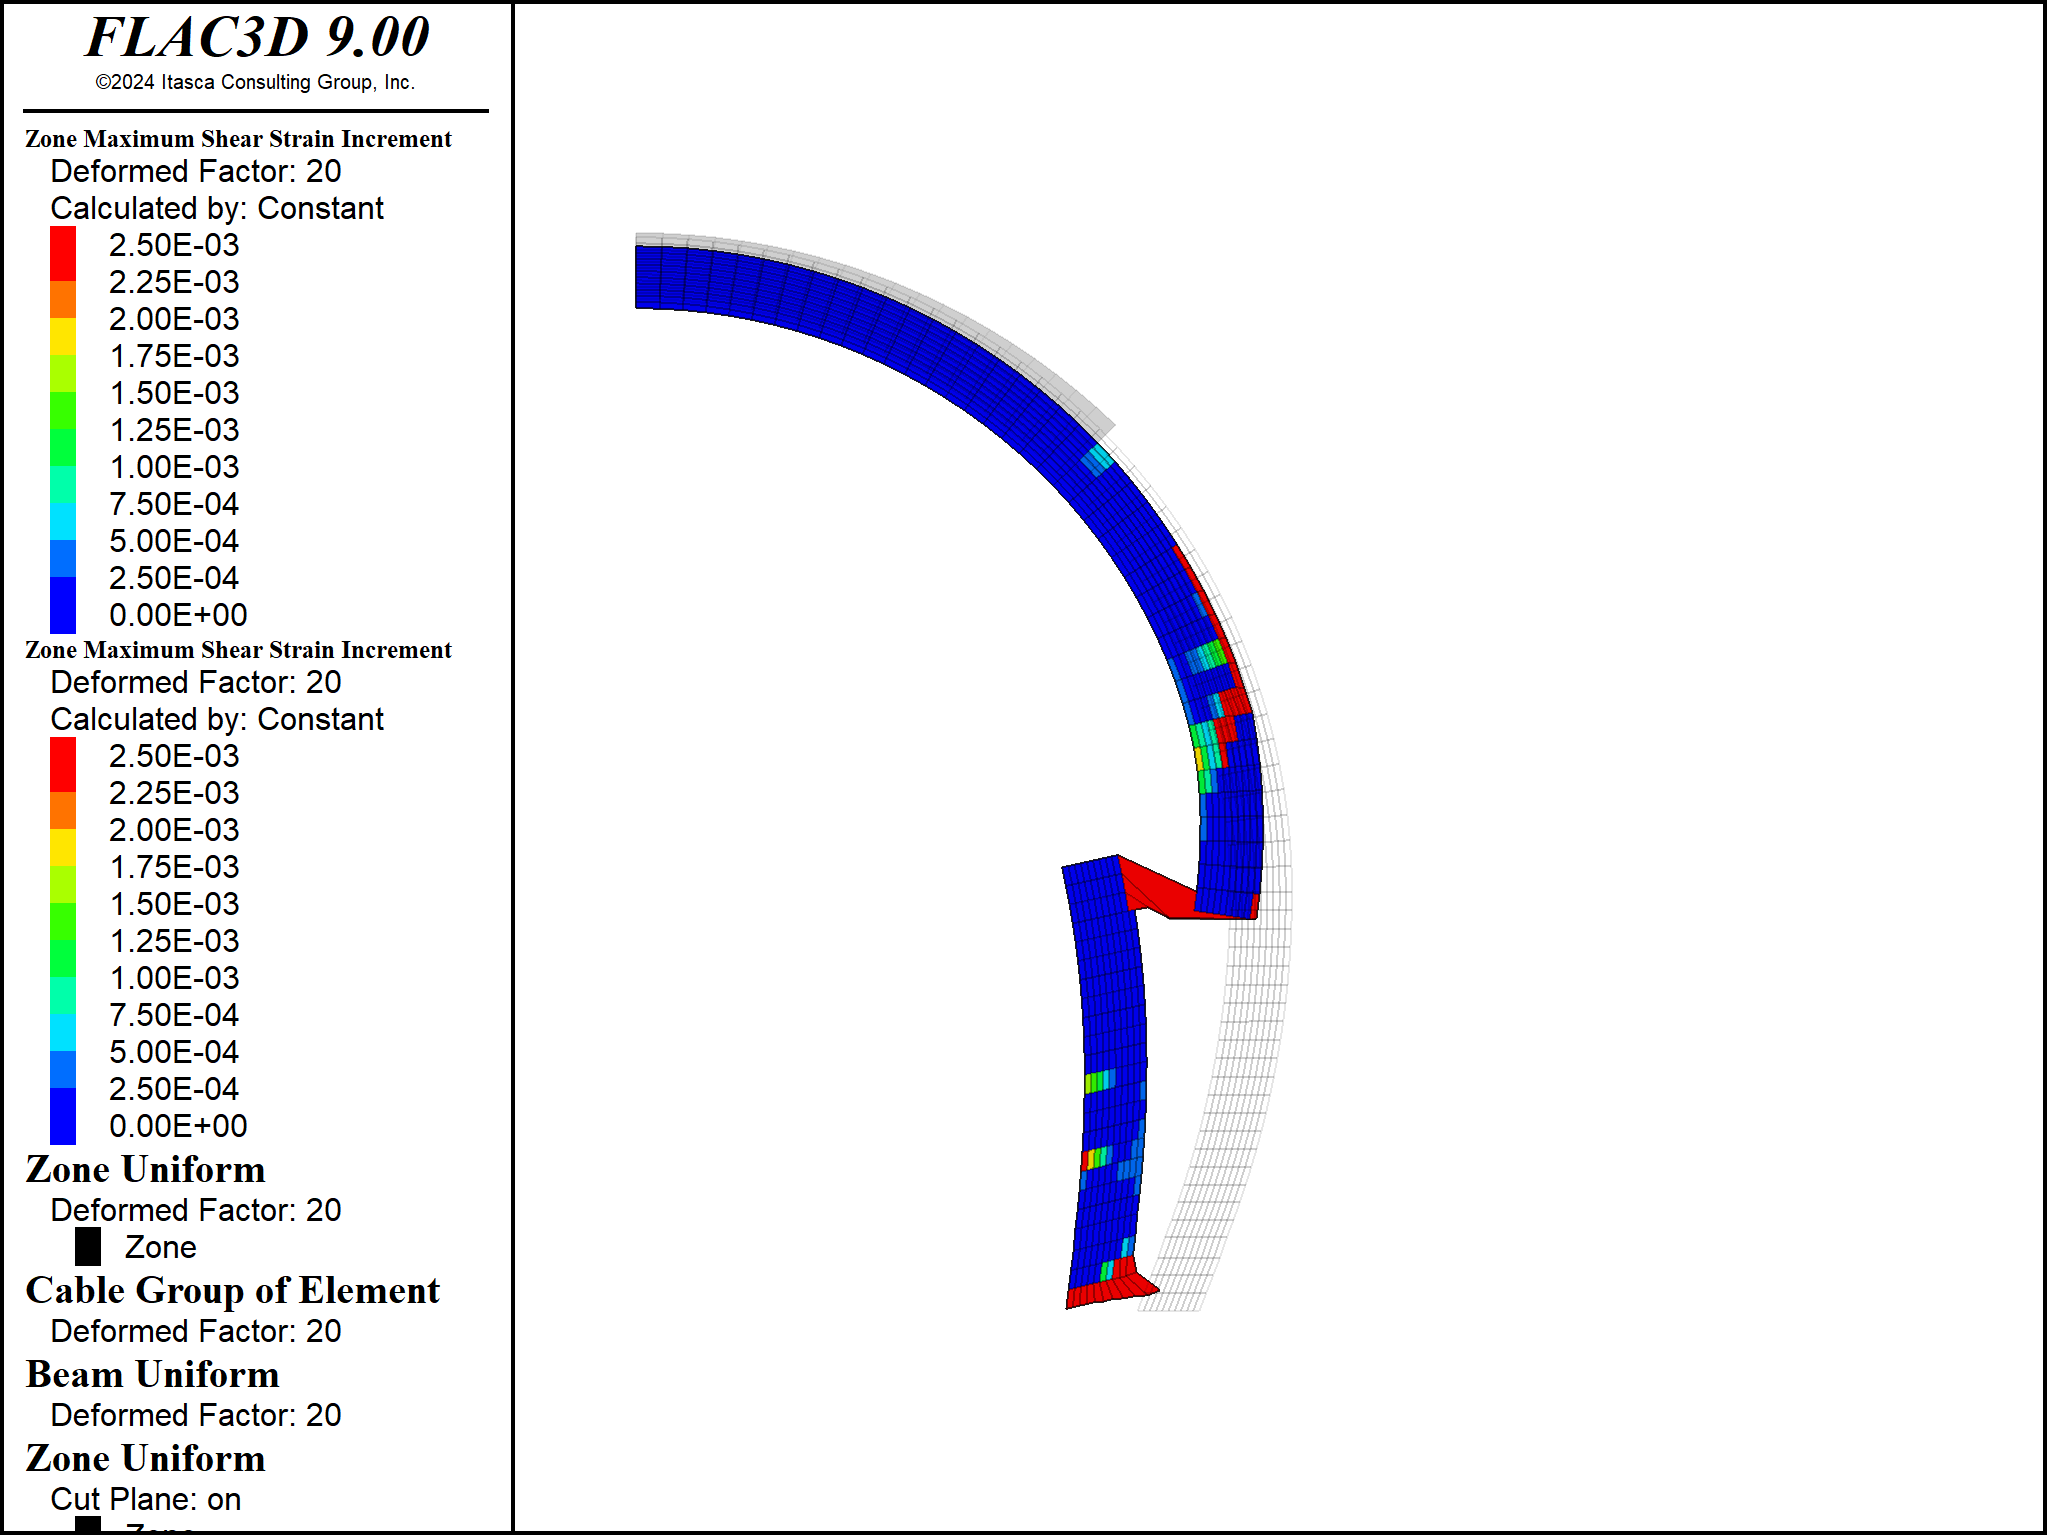 FLAC3D 9.00
©2024 Itasca Consulting Group, Inc.
Zone Maximum Shear Strain Increment
Deformed Factor: 20
Calculated by: Constant
2.50E-03
2.25E-03
2.00E-03
1.75E-03
1.50E-03
1.25E-03
1.00E-03
7.50E-04
5.00E-04
2.50E-04
0.00E+00
Zone Maximum Shear Strain Increment
Deformed Factor: 20
Calculated by: Constant
2.50E-03
2.25E-03
2.00E-03
1.75E-03
1.50E-03
1.25E-03
1.00E-03
7.50E-04
5.00E-04
2.50E-04
0.00E+00
Zone Uniform
Deformed Factor: 20
Zone
Cable Group of Element
Deformed Factor: 20
Beam Uniform
Deformed Factor: 20
Zone Uniform
Cut Plane: on